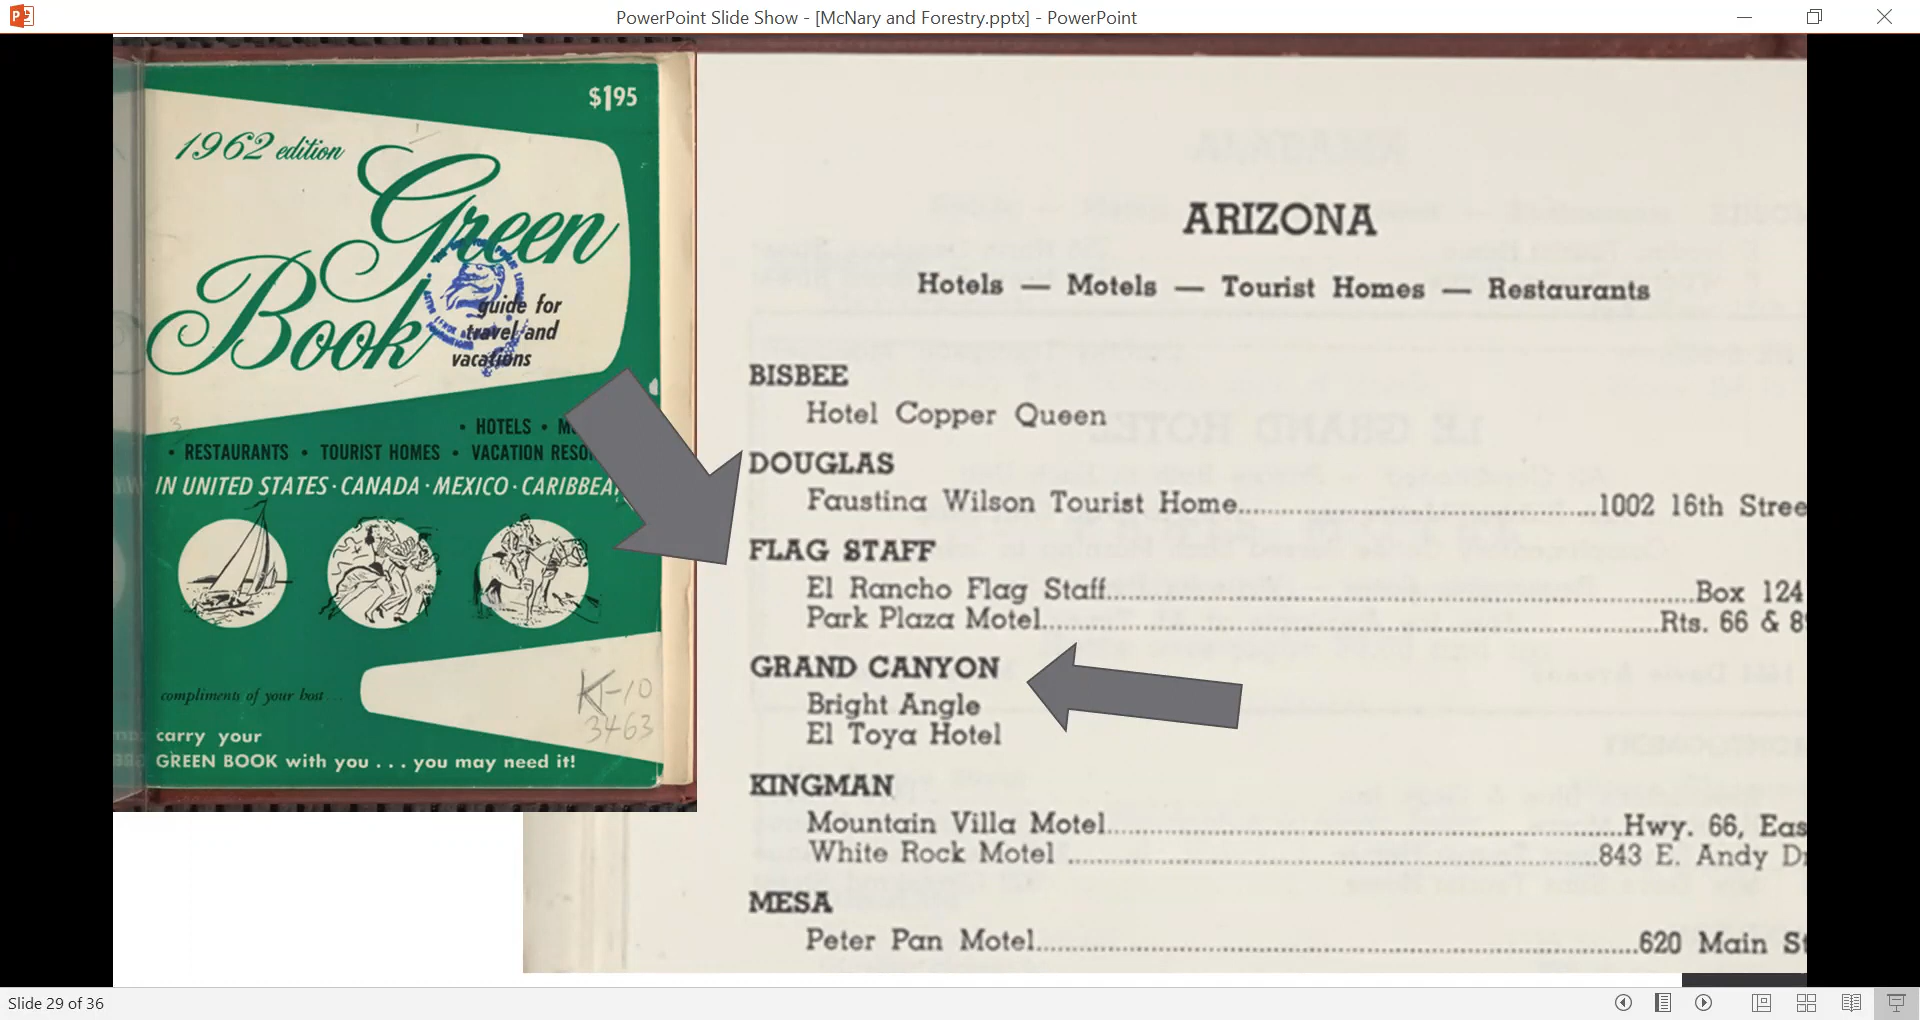 PowerPoint Slide Show - [McNary and Forestry.pptx] - PowerPoint
$1.95
1962 edition
Green
Book
guide for
travel and
vacations
• HOTELS •
• RESTAURANTS • TOURIST HOMES • VACATION
IN UNITED STATES · CANADA · MEXICO ·
compliments of your host...
K-10
3463
carry your
GREEN BOOK with you . . . you may need it!
ARIZONA
Hotels — Motels — Tourist Homes — Restaurants
BISBEE
Hotel Copper Queen
DOUGLAS
Faustina Wilson Tourist Home....................1002 16th Stree
FLAG STAFF
El Rancho Flag Staff....................Box 124
Park Plaza Motel....................Rts. 66 & 8
GRAND CANYON
Bright Angle
El Toya Hotel
KINGMAN
Mountain Villa Motel....................Hwy. 66, Eas
White Rock Motel ....................843 E. Andy D
MESA
Peter Pan Motel....................620 Main St
Slide 29 of 36